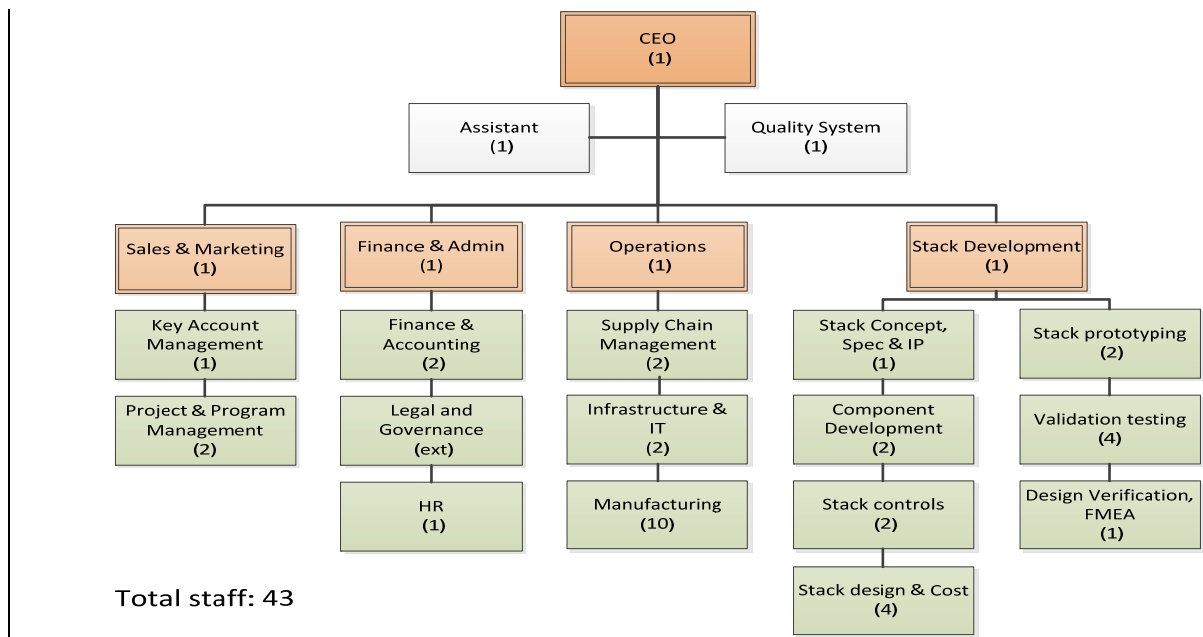 CEO
(1)
Assistant
(1)
Quality System
(1)
Sales & Marketing
(1)
Finance & Admin
(1)
Operations
(1)
Stack Development
(1)
Key Account
Management
(1)
Project & Program
Management
(2)
Finance &
Accounting
(2)
Legal and
Governance
(ext)
HR
(1)
Supply Chain
Management
(2)
Infrastructure &
IT
(2)
Manufacturing
(10)
Stack Concept,
Spec & IP
(1)
Component
Development
(2)
Stack controls
(2)
Stack design & Cost
(4)
Stack prototyping
(2)
Validation testing
(4)
Design Verification,
FMEA
(1)
Total staff: 43